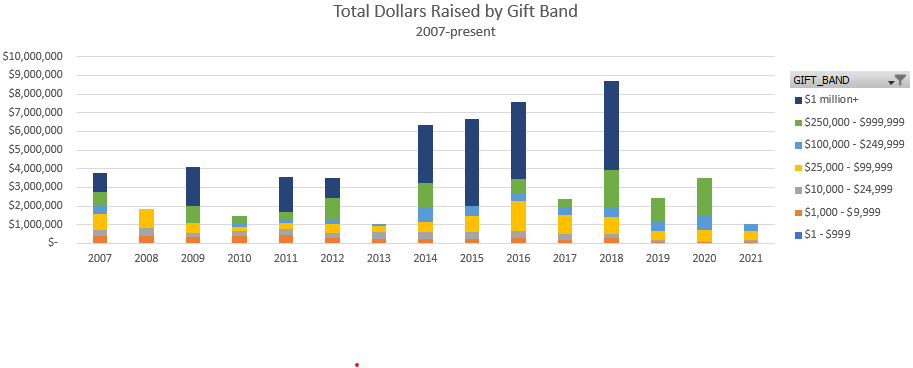 Total Dollars Raised by Gift Band
2007-present
$10,000,000
$9,000,000
$8,000,000
$7,000,000
$6,000,000
$5,000,000
$4,000,000
$3,000,000
$2,000,000
$1,000,000
$-
2007 2008 2009 2010 2011 2012 2013 2014 2015 2016 2017 2018 2019 2020 2021
GIFT_BAND
$1 million+
$250,000 - $999,999
$100,000 - $249,999
$25,000 - $99,999
$10,000 - $24,999
$1,000 - $9,999
$1 - $999